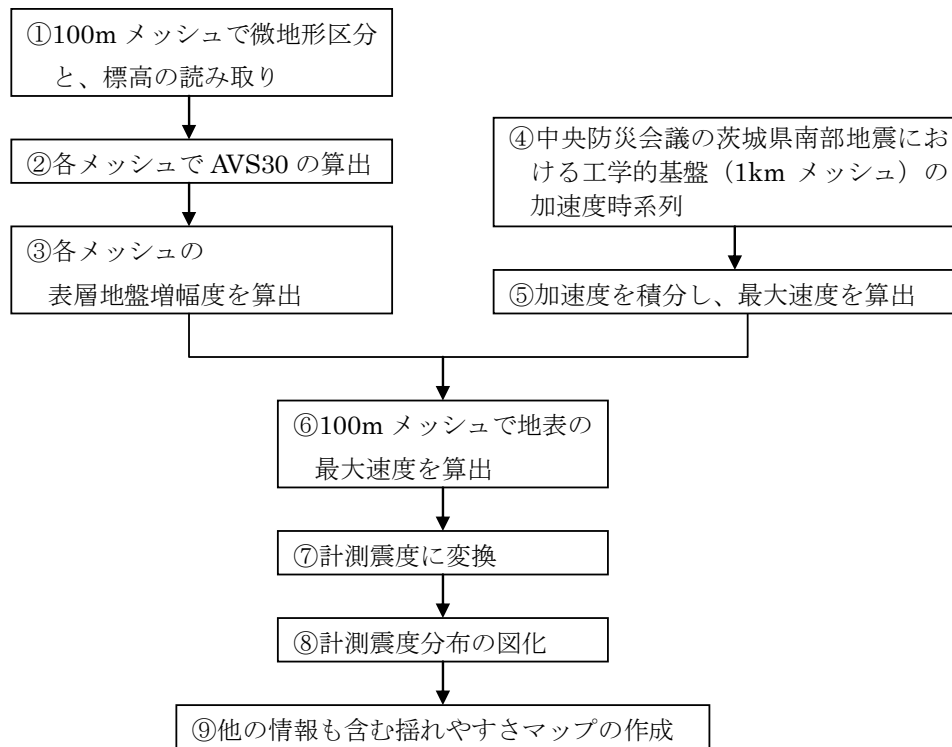 ①100m メッシュで微地形区分
と、標高の読み取り
②各メッシュで AVS30 の算出
③各メッシュの
表層地盤増幅度を算出
④中央防災会議の茨城県南部地震にお
ける工学的基盤（1km メッシュ）の
加速度時系列
⑤加速度を積分し、最大速度を算出
⑥100m メッシュで地表の
最大速度を算出
⑦計測震度に変換
⑧計測震度分布の図化
⑨他の情報も含む揺れやすさマップの作成